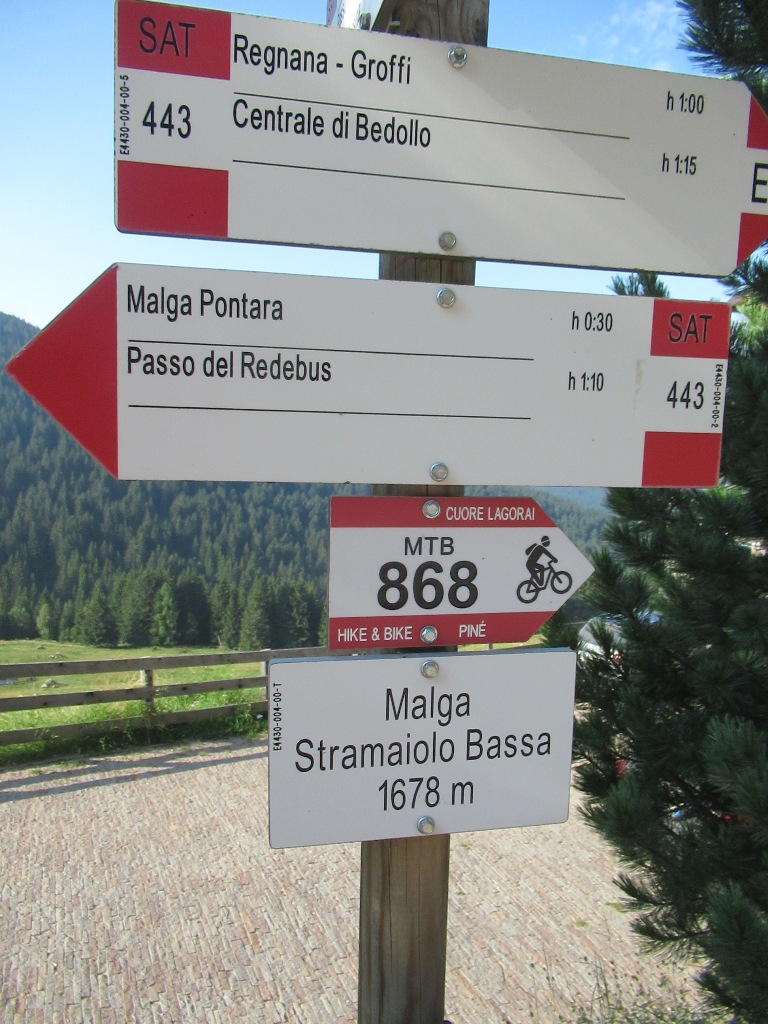 SAT
443
E4430-004-00-5
Regnana - Groffi h 1:00
Centrale di Bedollo h 1:15
E
Malga Pontara h 0:30
Passo del Redebus h 1:10
SAT
443
E4430-004-00-2
CUORE LAGORAI
MTB
868
HIKE & BIKE PINÉ
E4430-004-00-T
Malga
Stramaiolo Bassa
1678 m